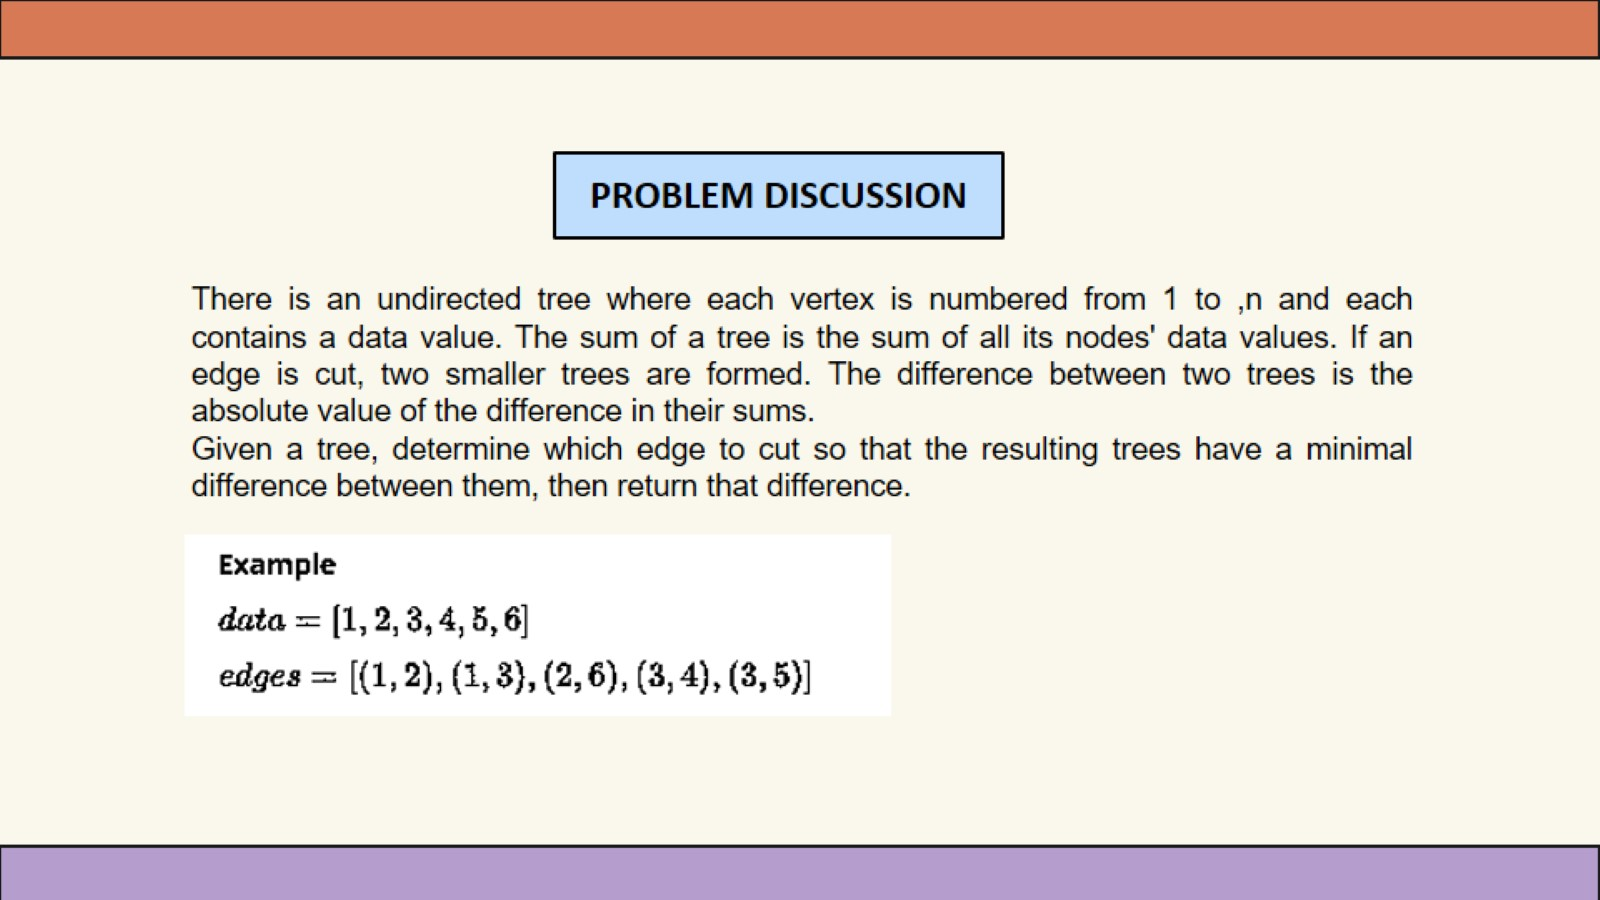 PROBLEM DISCUSSION
There is an undirected tree where each vertex is numbered from 1 to ,n and each
contains a data value. The sum of a tree is the sum of all its nodes' data values. If an
edge is cut, two smaller trees are formed. The difference between two trees is the
absolute value of the difference in their sums.
Given a tree, determine which edge to cut so that the resulting trees have a minimal
difference between them, then return that difference.
Example
data = [1, 2, 3, 4, 5, 6]
edges = [(1, 2), (1, 3), (2, 6), (3, 4), (3, 5)]